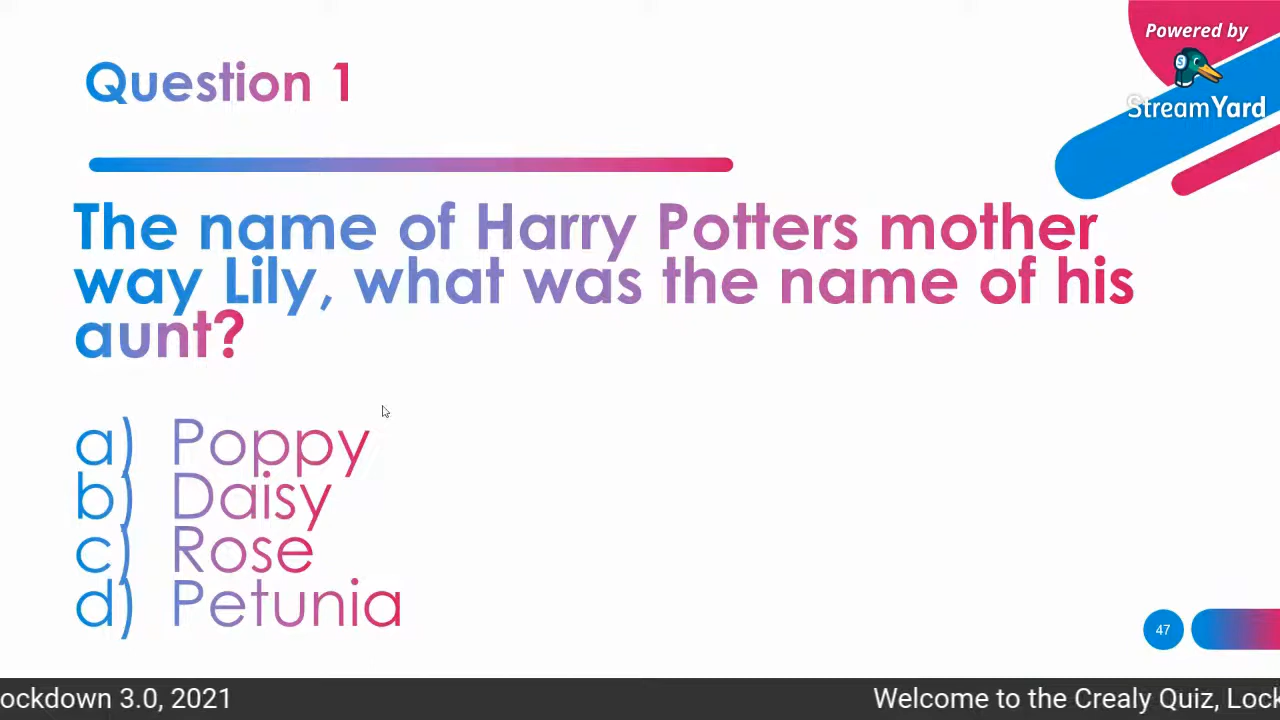 Powered by
StreamYard
Question 1
The name of Harry Potters mother
way Lily, what was the name of his
aunt?
a) Poppy
b) Daisy
c) Rose
d) Petunia
47
ockdown 3.0, 2021
Welcome to the Crealy Quiz, Lock